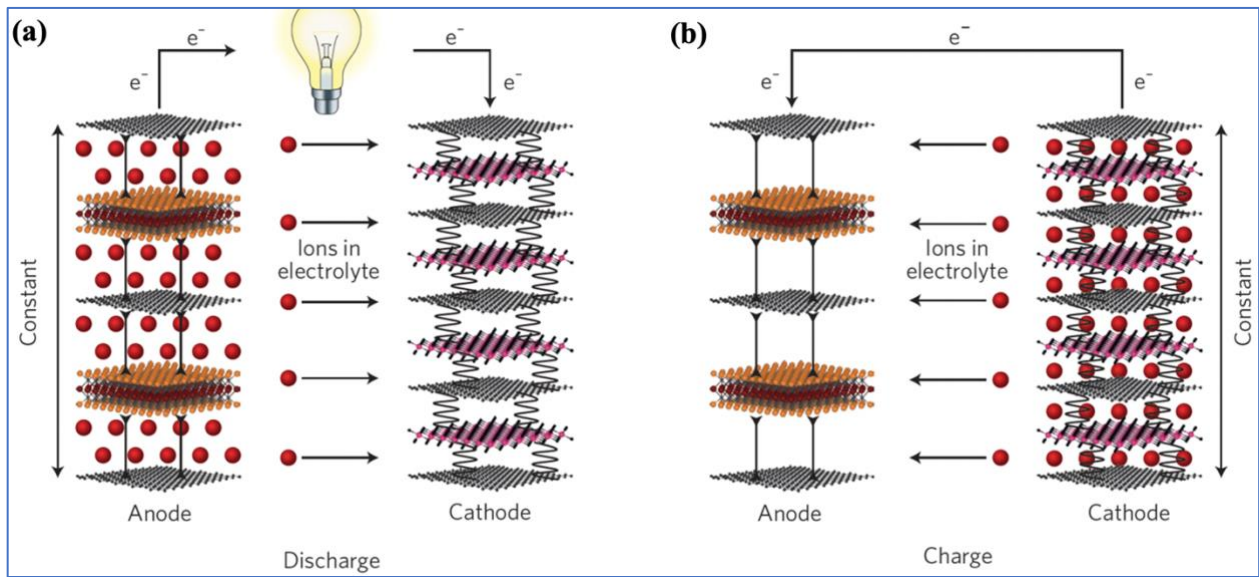 (a)
e⁻
e⁻
e⁻
Constant
Ions in
electrolyte
Anode
Cathode
Discharge
(b)
e⁻
e⁻
e⁻
Ions in
electrolyte
Constant
Anode
Cathode
Charge